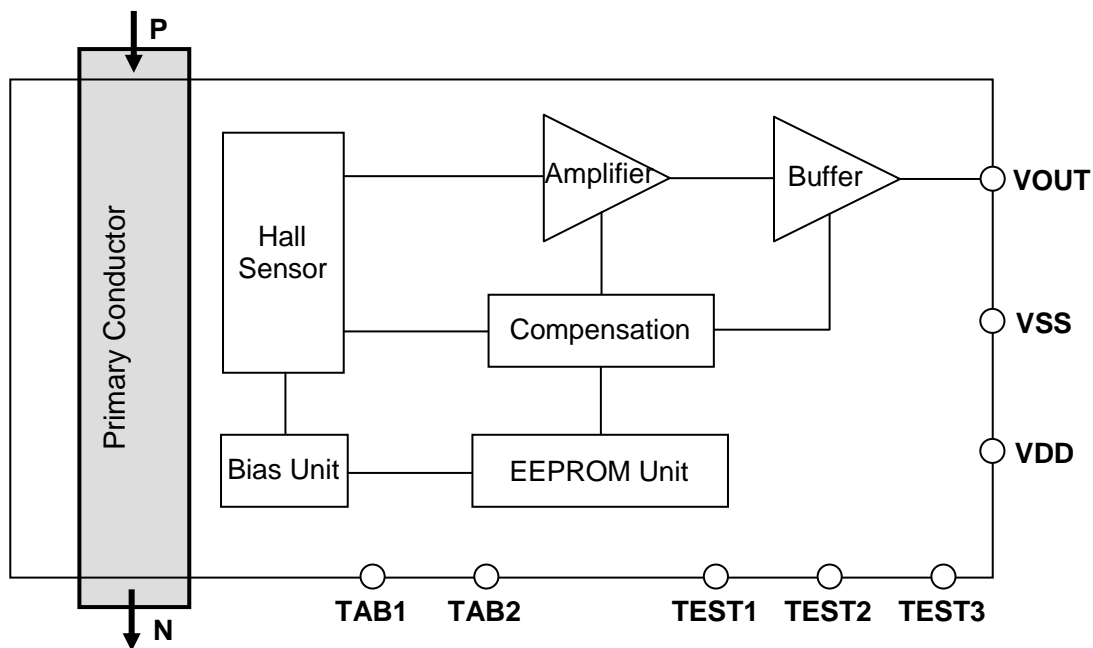 P
Primary Conductor
Hall
Sensor
Amplifier
Buffer
VOUT
Compensation
VSS
Bias Unit
EEPROM Unit
VDD
TAB1
TAB2
TEST1
TEST2
TEST3
N